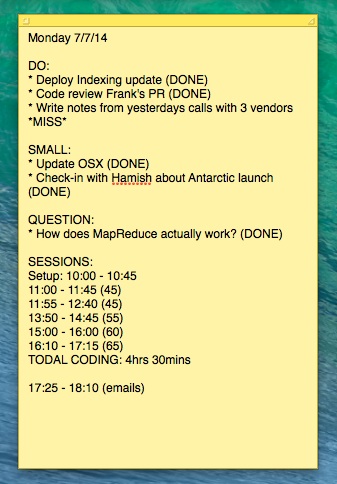 Monday 7/7/14
DO:
* Deploy Indexing update (DONE)
* Code review Frank's PR (DONE)
* Write notes from yesterdays calls with 3 vendors
*MISS*
SMALL:
* Update OSX (DONE)
* Check-in with Hamish about Antarctic launch
(DONE)
QUESTION:
* How does MapReduce actually work? (DONE)
SESSIONS:
Setup: 10:00 - 10:45
11:00 - 11:45 (45)
11:55 - 12:40 (45)
13:50 - 14:45 (55)
15:00 - 16:00 (60)
16:10 - 17:15 (65)
TODAL CODING: 4hrs 30mins
17:25 - 18:10 (emails)